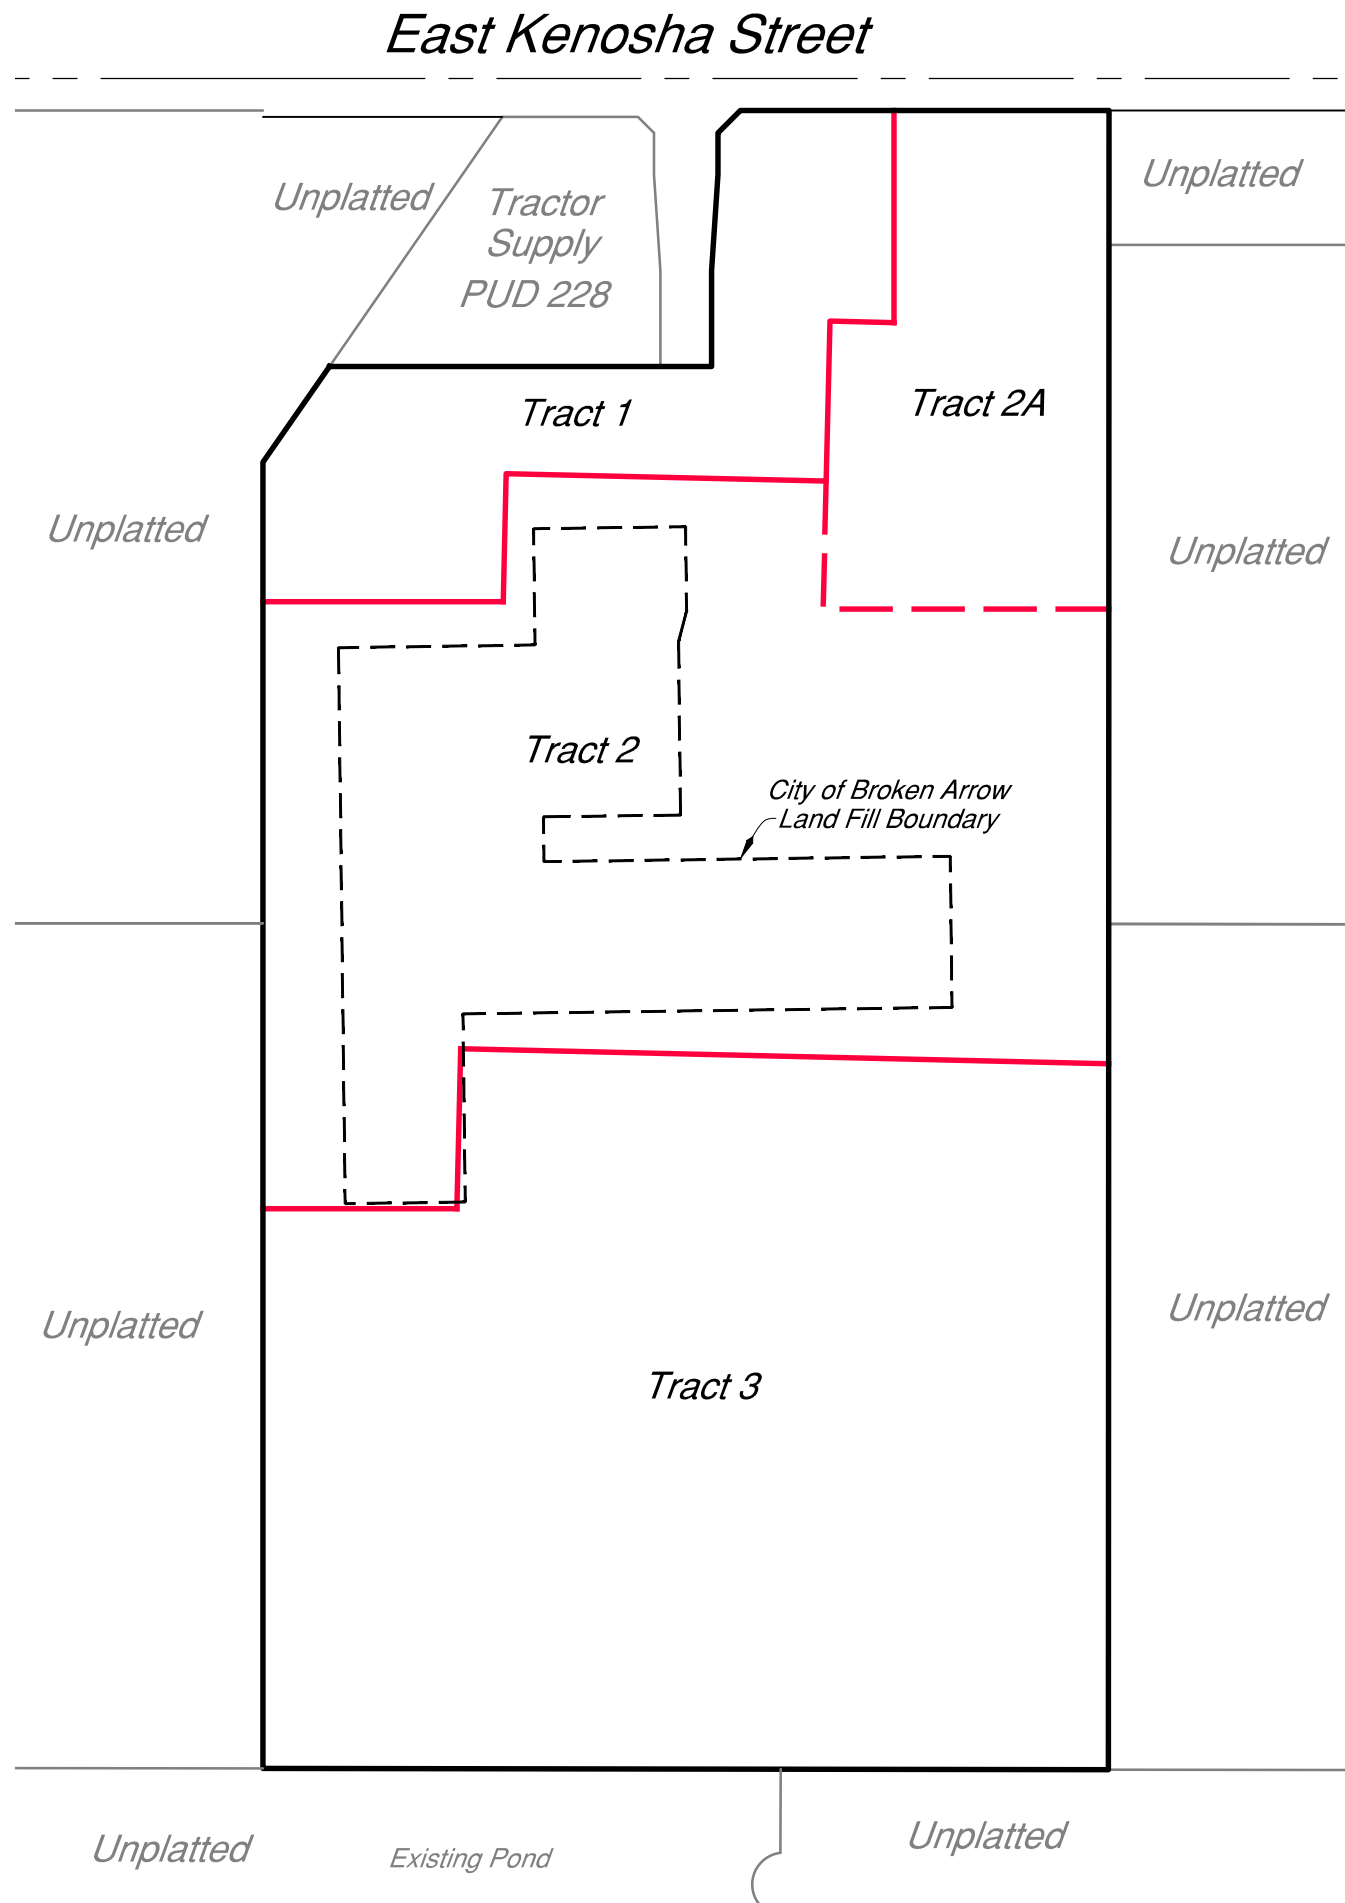 East Kenosha Street
Unplatted
Unplatted
Tractor
Supply
PUD 228
Tract 1
Tract 2A
Unplatted
Unplatted
Tract 2
City of Broken Arrow
Land Fill Boundary
Unplatted
Unplatted
Tract 3
Unplatted
Existing Pond
Unplatted